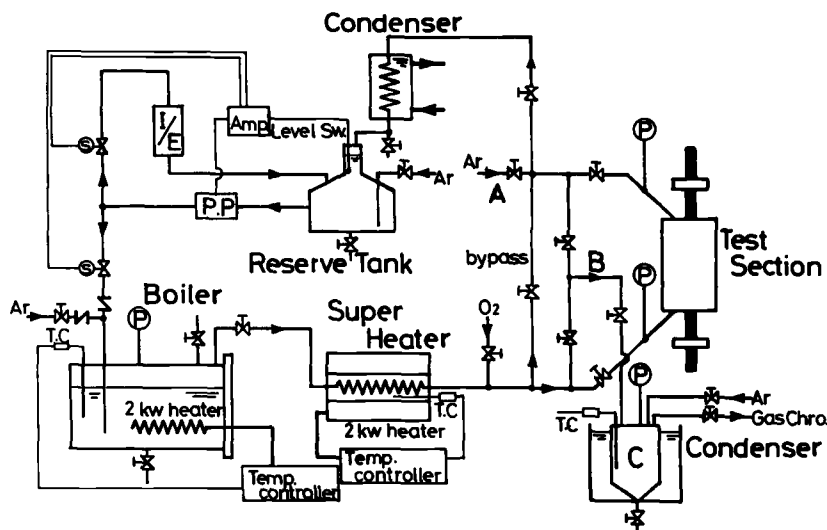 Condenser
I/E
Amp.
Level Sw.
S
P.P
Ar
Ar
A
P
Reserve Tank
bypass
B
Test
Section
S
Boiler
Super
Heater
O2
P
Ar
P
T.C
2 kw heater
T.C
2 kw heater
P
T.C
Ar
Gas Chro.
C
Condenser
Temp.
controller
Temp.
controller